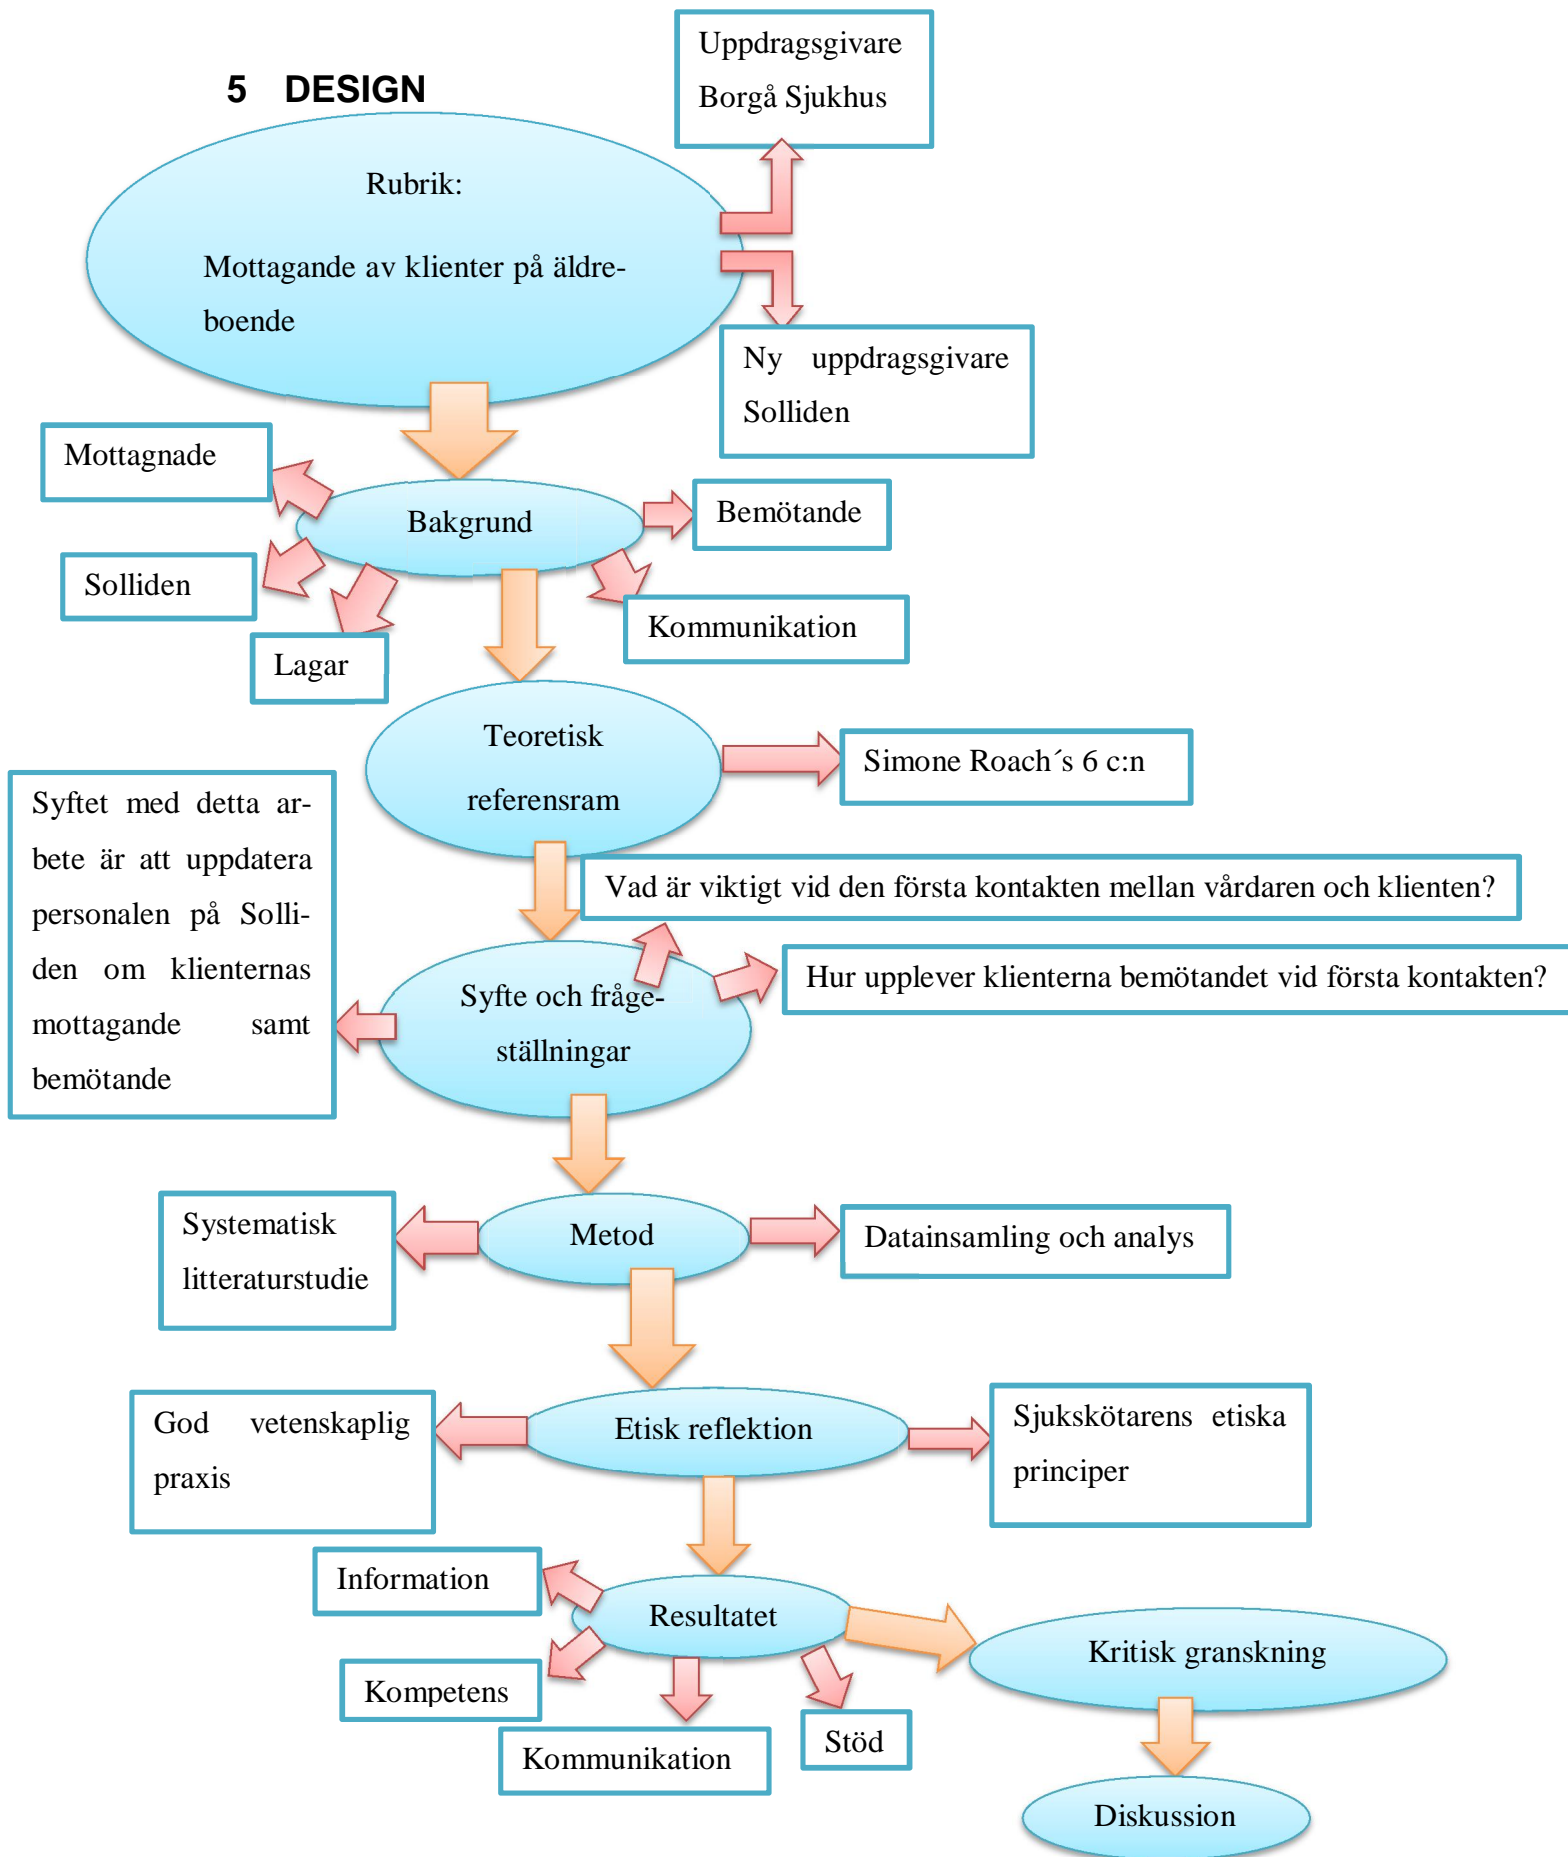 5 DESIGN
Uppdragsgivare
Borgå Sjukhus
Rubrik:
Mottagande av klienter på äldre-
boende
Ny uppdragsgivare
Solliden
Mottagnade
Bakgrund
Bemötande
Solliden
Kommunikation
Lagar
Teoretisk
referensram
Simone Roach´s 6 c:n
Syftet med detta ar-
bete är att uppdatera
personalen på Solli-
den om klienternas
mottagande samt
bemötande
Vad är viktigt vid den första kontakten mellan vårdaren och klienten?
Hur upplever klienterna bemötandet vid första kontakten?
Syfte och fråge-
ställningar
Systematisk
litteraturstudie
Metod
Datainsamling och analys
God vetenskaplig
praxis
Etisk reflektion
Sjukskötarens etiska
principer
Information
Resultatet
Kritisk granskning
Kompetens
Kommunikation
Stöd
Diskussion